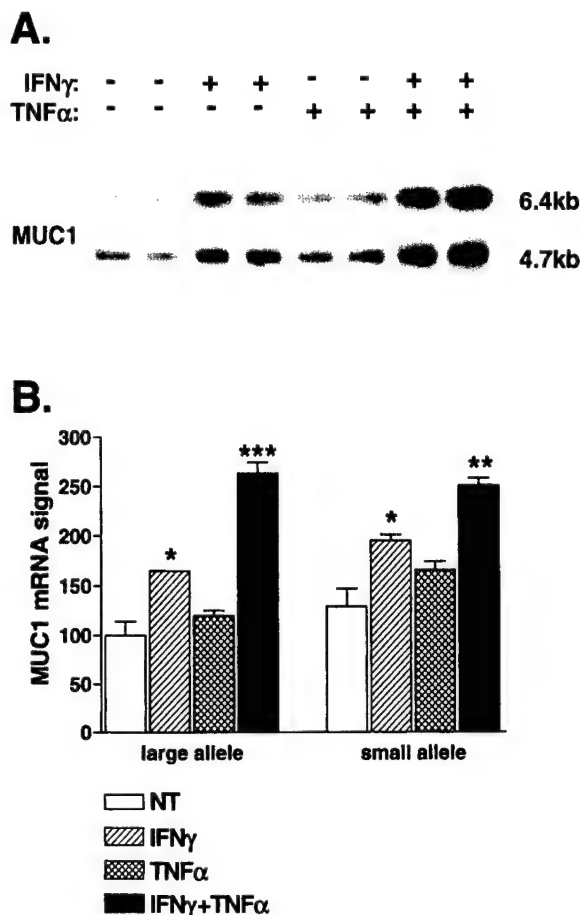 A.
IFNγ: - - + + - - + +
TNFα: - - - - + + + +
6.4kb
MUC1
4.7kb
B.
300
250
200
150
100
50
0
MUC1 mRNA signal
* *** * **
large allele small allele
NT
IFNγ
TNFα
IFNγ+TNFα